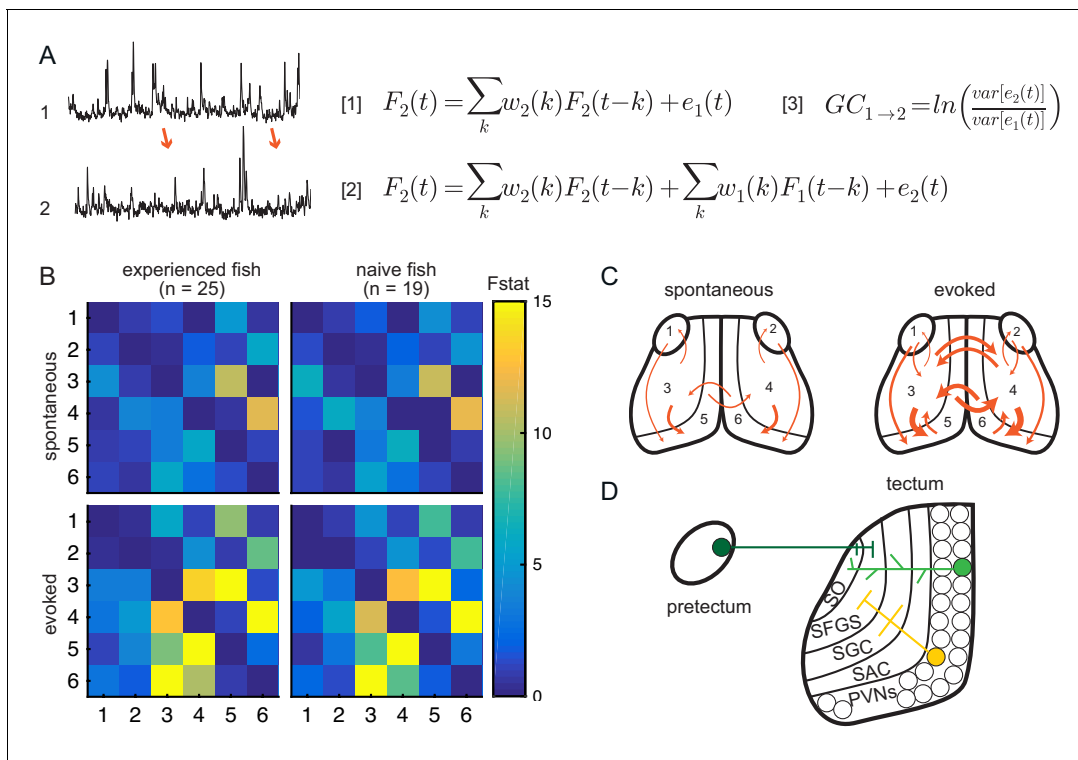 A
1
2
[1] F₂(t) = ∑ₖ w₂(k)F₂(t−k) + e₁(t)
[3] GC₁→₂ = ln(var[e₂(t)]/var[e₁(t)])
[2] F₂(t) = ∑ₖ w₂(k)F₂(t−k) + ∑ₖ w₁(k)F₁(t−k) + e₂(t)
B
experienced fish
(n = 25)
naive fish
(n = 19)
Fstat
15
10
5
0
spontaneous
1
2
3
4
5
6
evoked
1
2
3
4
5
6
1 2 3 4 5 6
1 2 3 4 5 6
C
spontaneous
evoked
1 2
3 4
5 6
1 2
3 4
5 6
D
tectum
pretectum
SO
SFGS
SGC
SAC
PVNs